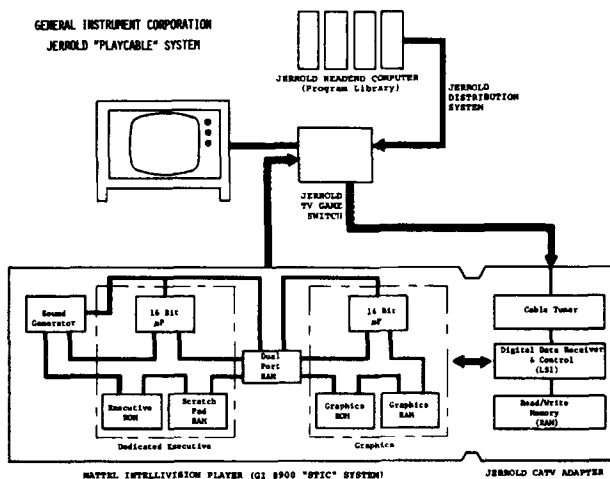 GENERAL INSTRUMENT CORPORATION
JERROLD "PLAYCABLE" SYSTEM
JERROLD HEADEND COMPUTER
(Program Library)
JERROLD
DISTRIBUTION
SYSTEM
JERROLD
TV GAME
SWITCH
Sound
Generator
16 Bit
µP
Dual
Port
RAM
16 Bit
µP
Executive
ROM
Scratch
Pad
RAM
Graphics
ROM
Graphics
RAM
Dedicated Executive
Graphics
Cable Tuner
Digital Data Receiver
& Control
(LSI)
Read/Write
Memory
(RAM)
MATTEL INTELLIVISION PLAYER (GI 8900 "STIC" SYSTEM)
JERROLD CATV ADAPTER